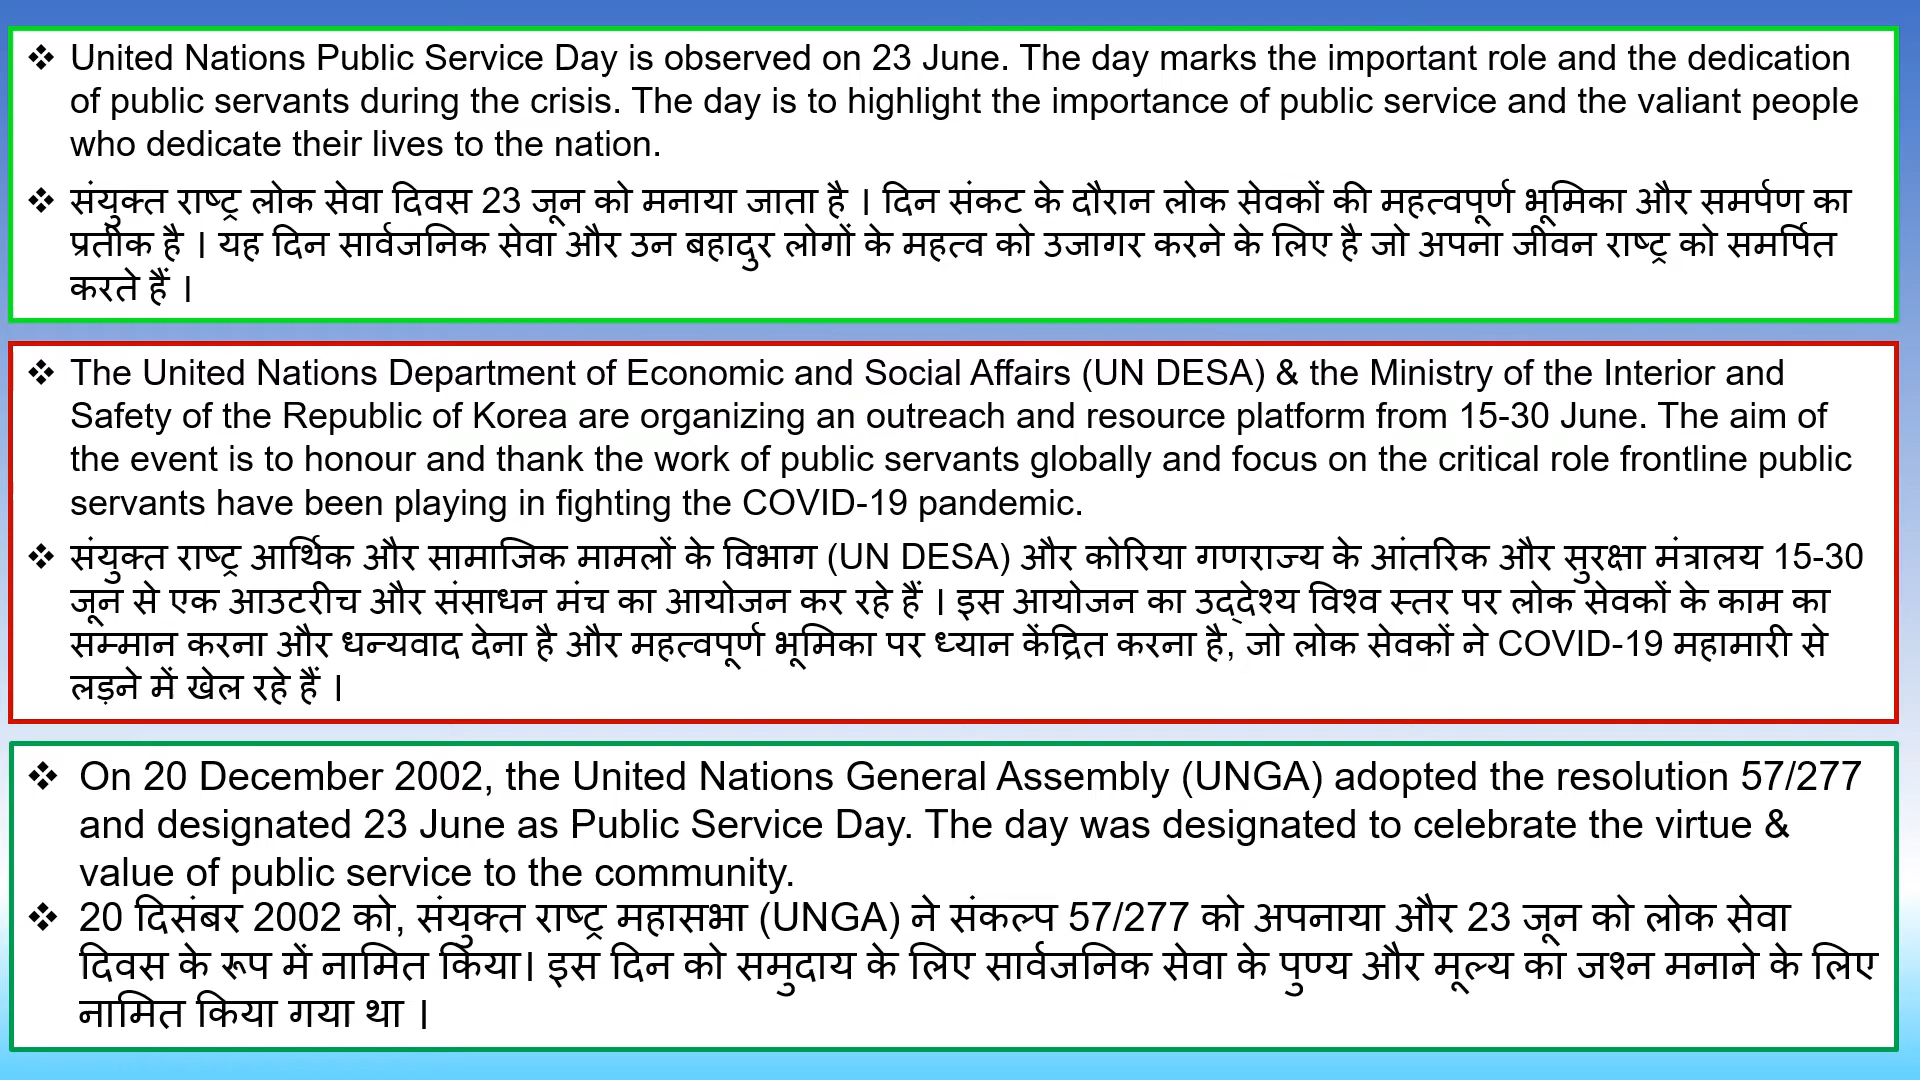 ❖ United Nations Public Service Day is observed on 23 June. The day marks the important role and the dedication
of public servants during the crisis. The day is to highlight the importance of public service and the valiant people
who dedicate their lives to the nation.
❖ संयुक्त राष्ट्र लोक सेवा दिवस 23 जून को मनाया जाता है । दिन संकट के दौरान लोक सेवकों की महत्वपूर्ण भूमिका और समर्पण का
प्रतीक है । यह दिन सार्वजनिक सेवा और उन बहादुर लोगों के महत्व को उजागर करने के लिए है जो अपना जीवन राष्ट्र को समर्पित
करते हैं ।
❖ The United Nations Department of Economic and Social Affairs (UN DESA) & the Ministry of the Interior and
Safety of the Republic of Korea are organizing an outreach and resource platform from 15-30 June. The aim of
the event is to honour and thank the work of public servants globally and focus on the critical role frontline public
servants have been playing in fighting the COVID-19 pandemic.
❖ संयुक्त राष्ट्र आर्थिक और सामाजिक मामलों के विभाग (UN DESA) और कोरिया गणराज्य के आंतरिक और सुरक्षा मंत्रालय 15-30
जून से एक आउटरीच और संसाधन मंच का आयोजन कर रहे हैं । इस आयोजन का उद्देश्य विश्व स्तर पर लोक सेवकों के काम का
सम्मान करना और धन्यवाद देना है और महत्वपूर्ण भूमिका पर ध्यान केंद्रित करना है, जो लोक सेवकों ने COVID-19 महामारी से
लड़ने में खेल रहे हैं ।
❖ On 20 December 2002, the United Nations General Assembly (UNGA) adopted the resolution 57/277
and designated 23 June as Public Service Day. The day was designated to celebrate the virtue &
value of public service to the community.
❖ 20 दिसंबर 2002 को, संयुक्त राष्ट्र महासभा (UNGA) ने संकल्प 57/277 को अपनाया और 23 जून को लोक सेवा
दिवस के रूप में नामित किया। इस दिन को समुदाय के लिए सार्वजनिक सेवा के पुण्य और मूल्य का जश्न मनाने के लिए
नामित किया गया था ।